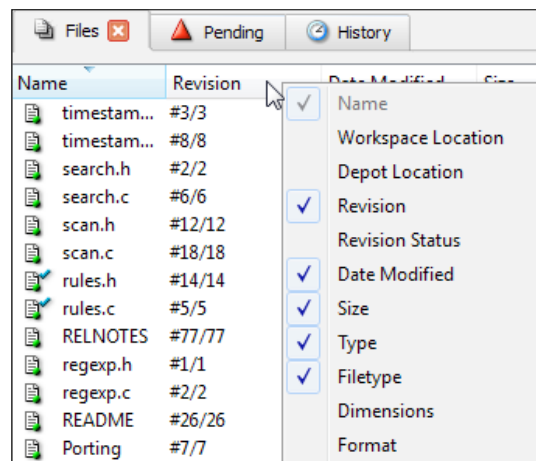 Files Pending History
Name Revision Date Modified Size
timestam... #3/3
timestam... #8/8
search.h #2/2
search.c #6/6
scan.h #12/12
scan.c #18/18
rules.h #14/14
rules.c #5/5
RELNOTES #77/77
regexp.h #1/1
regexp.c #2/2
README #26/26
Porting #7/7
Name
Workspace Location
Depot Location
Revision
Revision Status
Date Modified
Size
Type
Filetype
Dimensions
Format